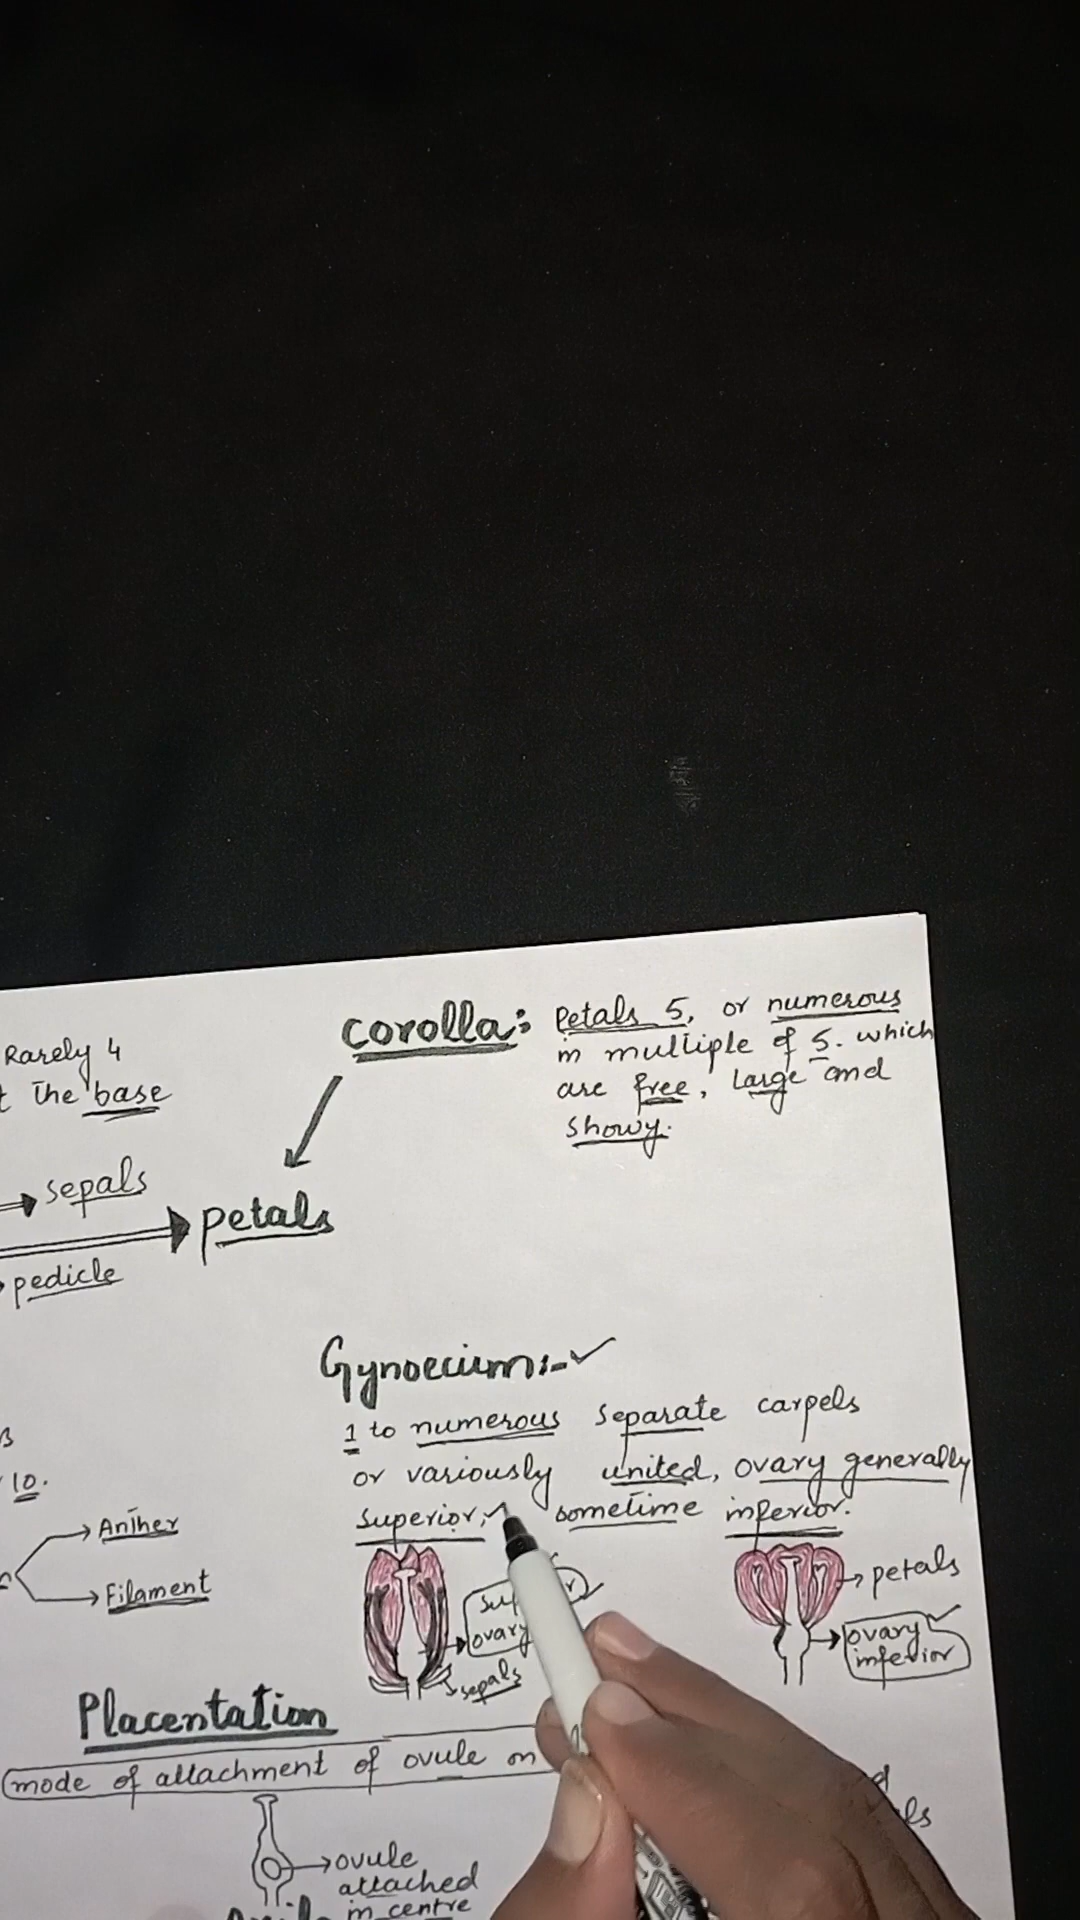 Rarely 4
the base
sepals
petals
pedicle
corolla:
Petals 5, or numerous
in multiple of 5. which
are free, large and
showy.
Gynoecium:-
1 to numerous separate carpels
or variously united, ovary generally
superior, sometime inferior.
10.
Anther
Filament
ovary
sepals
petals
ovary
inferior
Placentation
mode of attachment of ovule on
ovule
attached
in centre